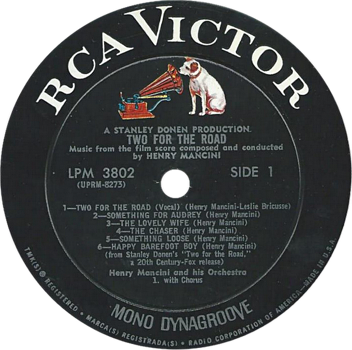 RCA VICTOR
A STANLEY DONEN PRODUCTION
TWO FOR THE ROAD
Music from the film score composed and conducted
by HENRY MANCINI
LPM 3802
(UPRM-8273)
SIDE 1
1—TWO FOR THE ROAD (Vocal) (Henry Mancini-Leslie Bricusse)
2—SOMETHING FOR AUDREY (Henry Mancini)
3—THE LOVELY WIFE (Henry Mancini)
4—THE CHASER (Henry Mancini)
5—SOMETHING LOOSE (Henry Mancini)
6—HAPPY BAREFOOT BOY (Henry Mancini)
(from Stanley Donen's "Two for the Road,"
a 20th Century-Fox release)
Henry Mancini and his Orchestra
1. with Chorus
TMK(S) ® REGISTERED • MARCA(S) REGISTRADA(S) • RADIO CORPORATION OF AMERICA—MADE IN U.S.A.
MONO DYNAGROOVE